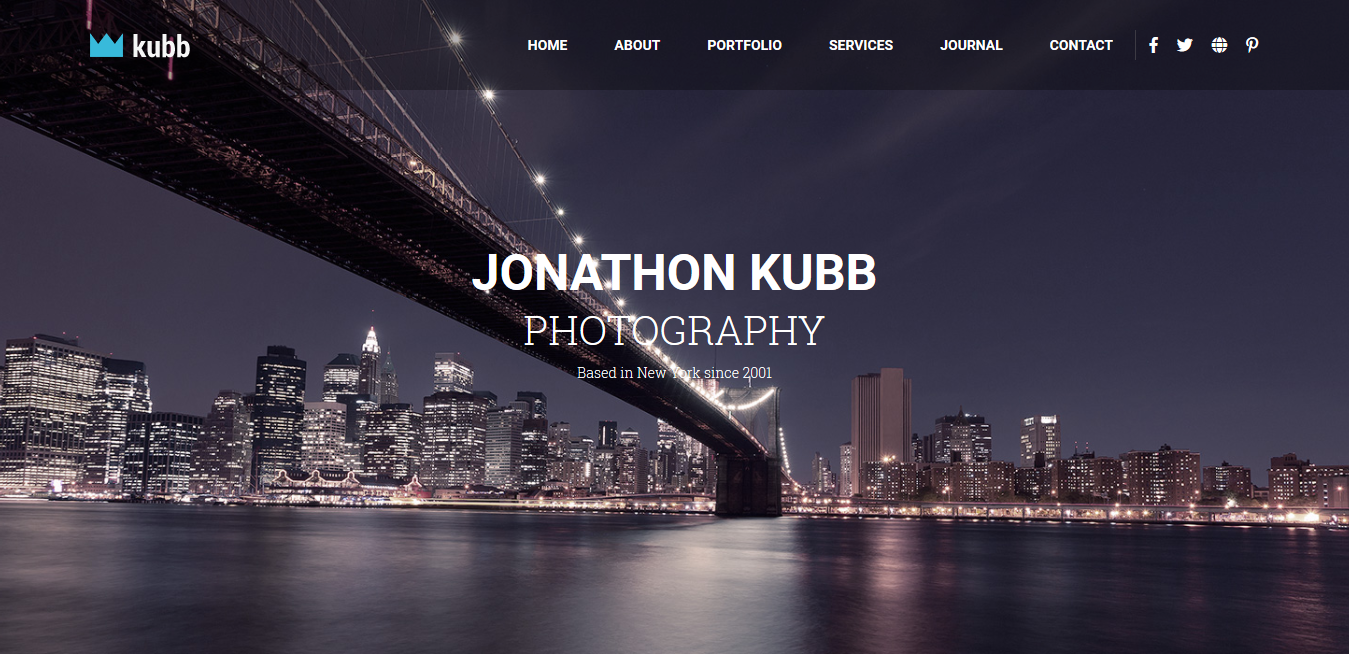 kubb
HOME ABOUT PORTFOLIO SERVICES JOURNAL CONTACT
JONATHON KUBB
PHOTOGRAPHY
Based in New York since 2001